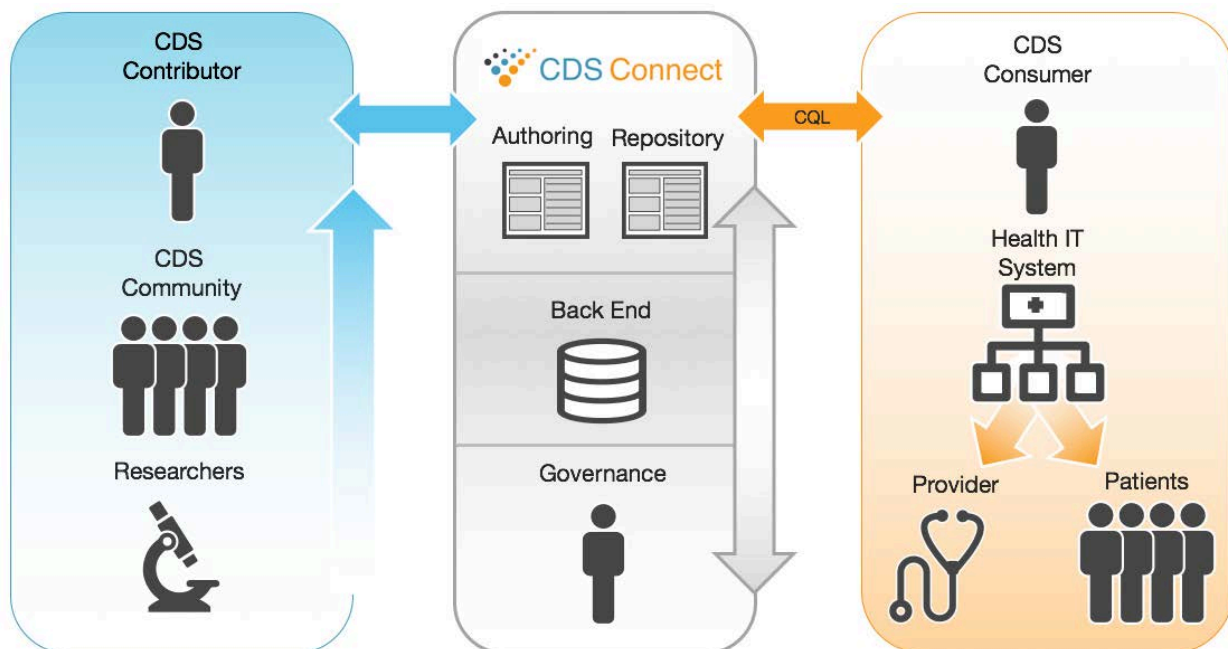 CDS
Contributor
CDS
Community
Researchers
CDS Connect
Authoring
Repository
Back End
Governance
CQL
CDS
Consumer
Health IT
System
Provider
Patients